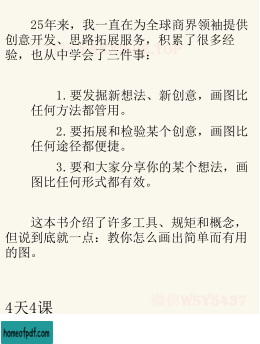 25年来，我一直在为全球商界领袖提供
创意开发、思路拓展服务，积累了很多经
验，也从中学会了三件事：
1. 要发掘新想法、新创意，画图比
任何方法都管用。
2. 要拓展和检验某个创意，画图比
任何途径都便捷。
3. 要和大家分享你的某个想法，画
图比任何形式都有效。
这本书介绍了许多工具、规矩和概念，
但说到底就一点：教你怎么画出简单而有用
的图。
微信WSY5437
4天4课
homeofpdf.com